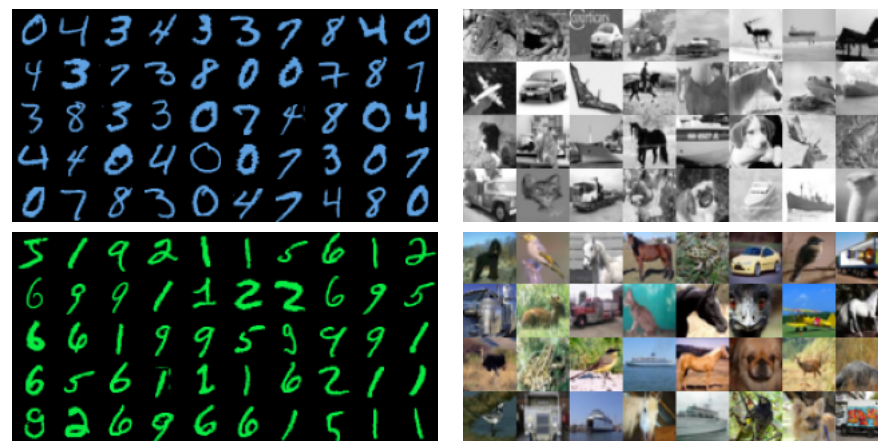 0 4 3 4 3 3 7 8 4 0
4 3 7 3 8 0 0 7 8 7
3 8 3 3 0 7 4 8 0 4
4 4 0 4 0 0 7 3 0 7
0 7 8 3 0 4 7 4 8 0
5 1 9 2 1 1 5 6 1 2
6 9 9 1 1 2 2 6 9 5
6 6 1 9 9 5 9 9 9 1
6 5 6 1 1 1 6 2 1 1
9 2 6 9 6 6 1 5 1 1